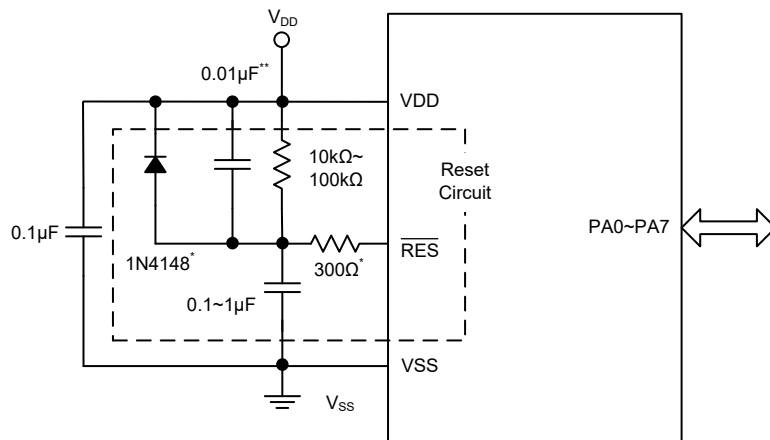 VDD
0.01µF**
VDD
10kΩ~
100kΩ
Reset
Circuit
0.1µF
1N4148*
300Ω*
RES
PA0~PA7
0.1~1µF
VSS
VSS